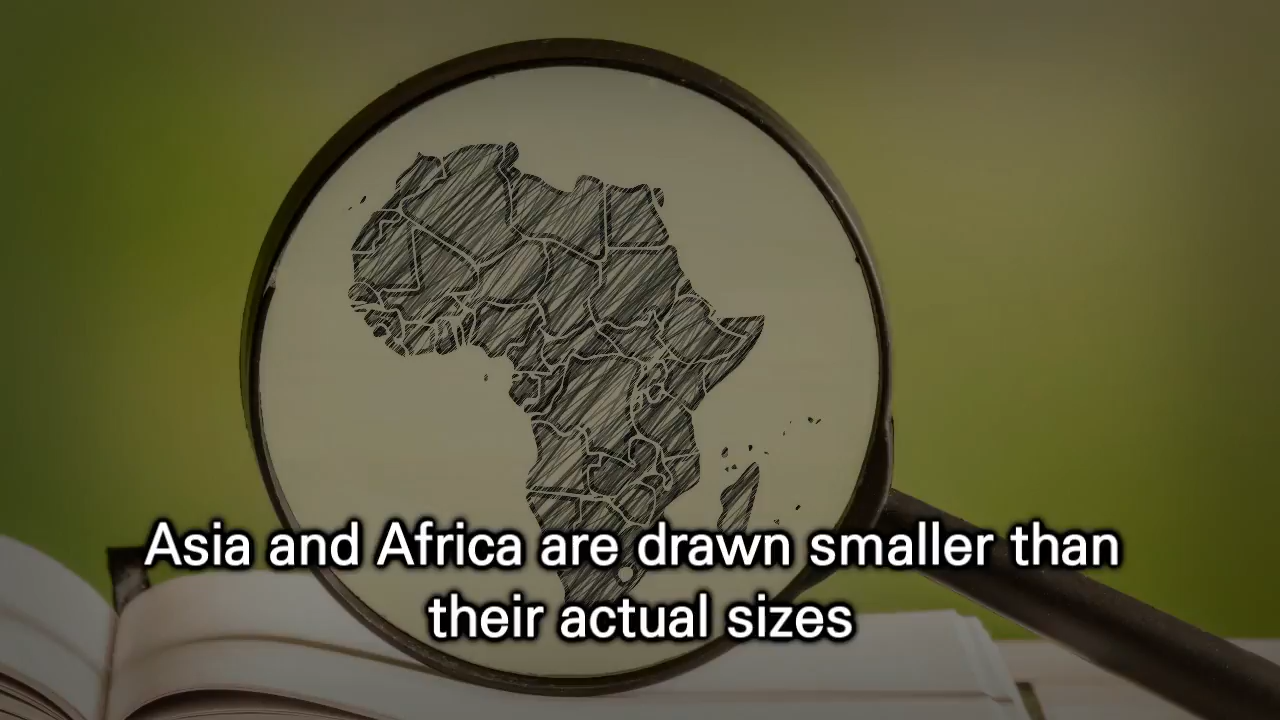 Asia and Africa are drawn smaller than
their actual sizes